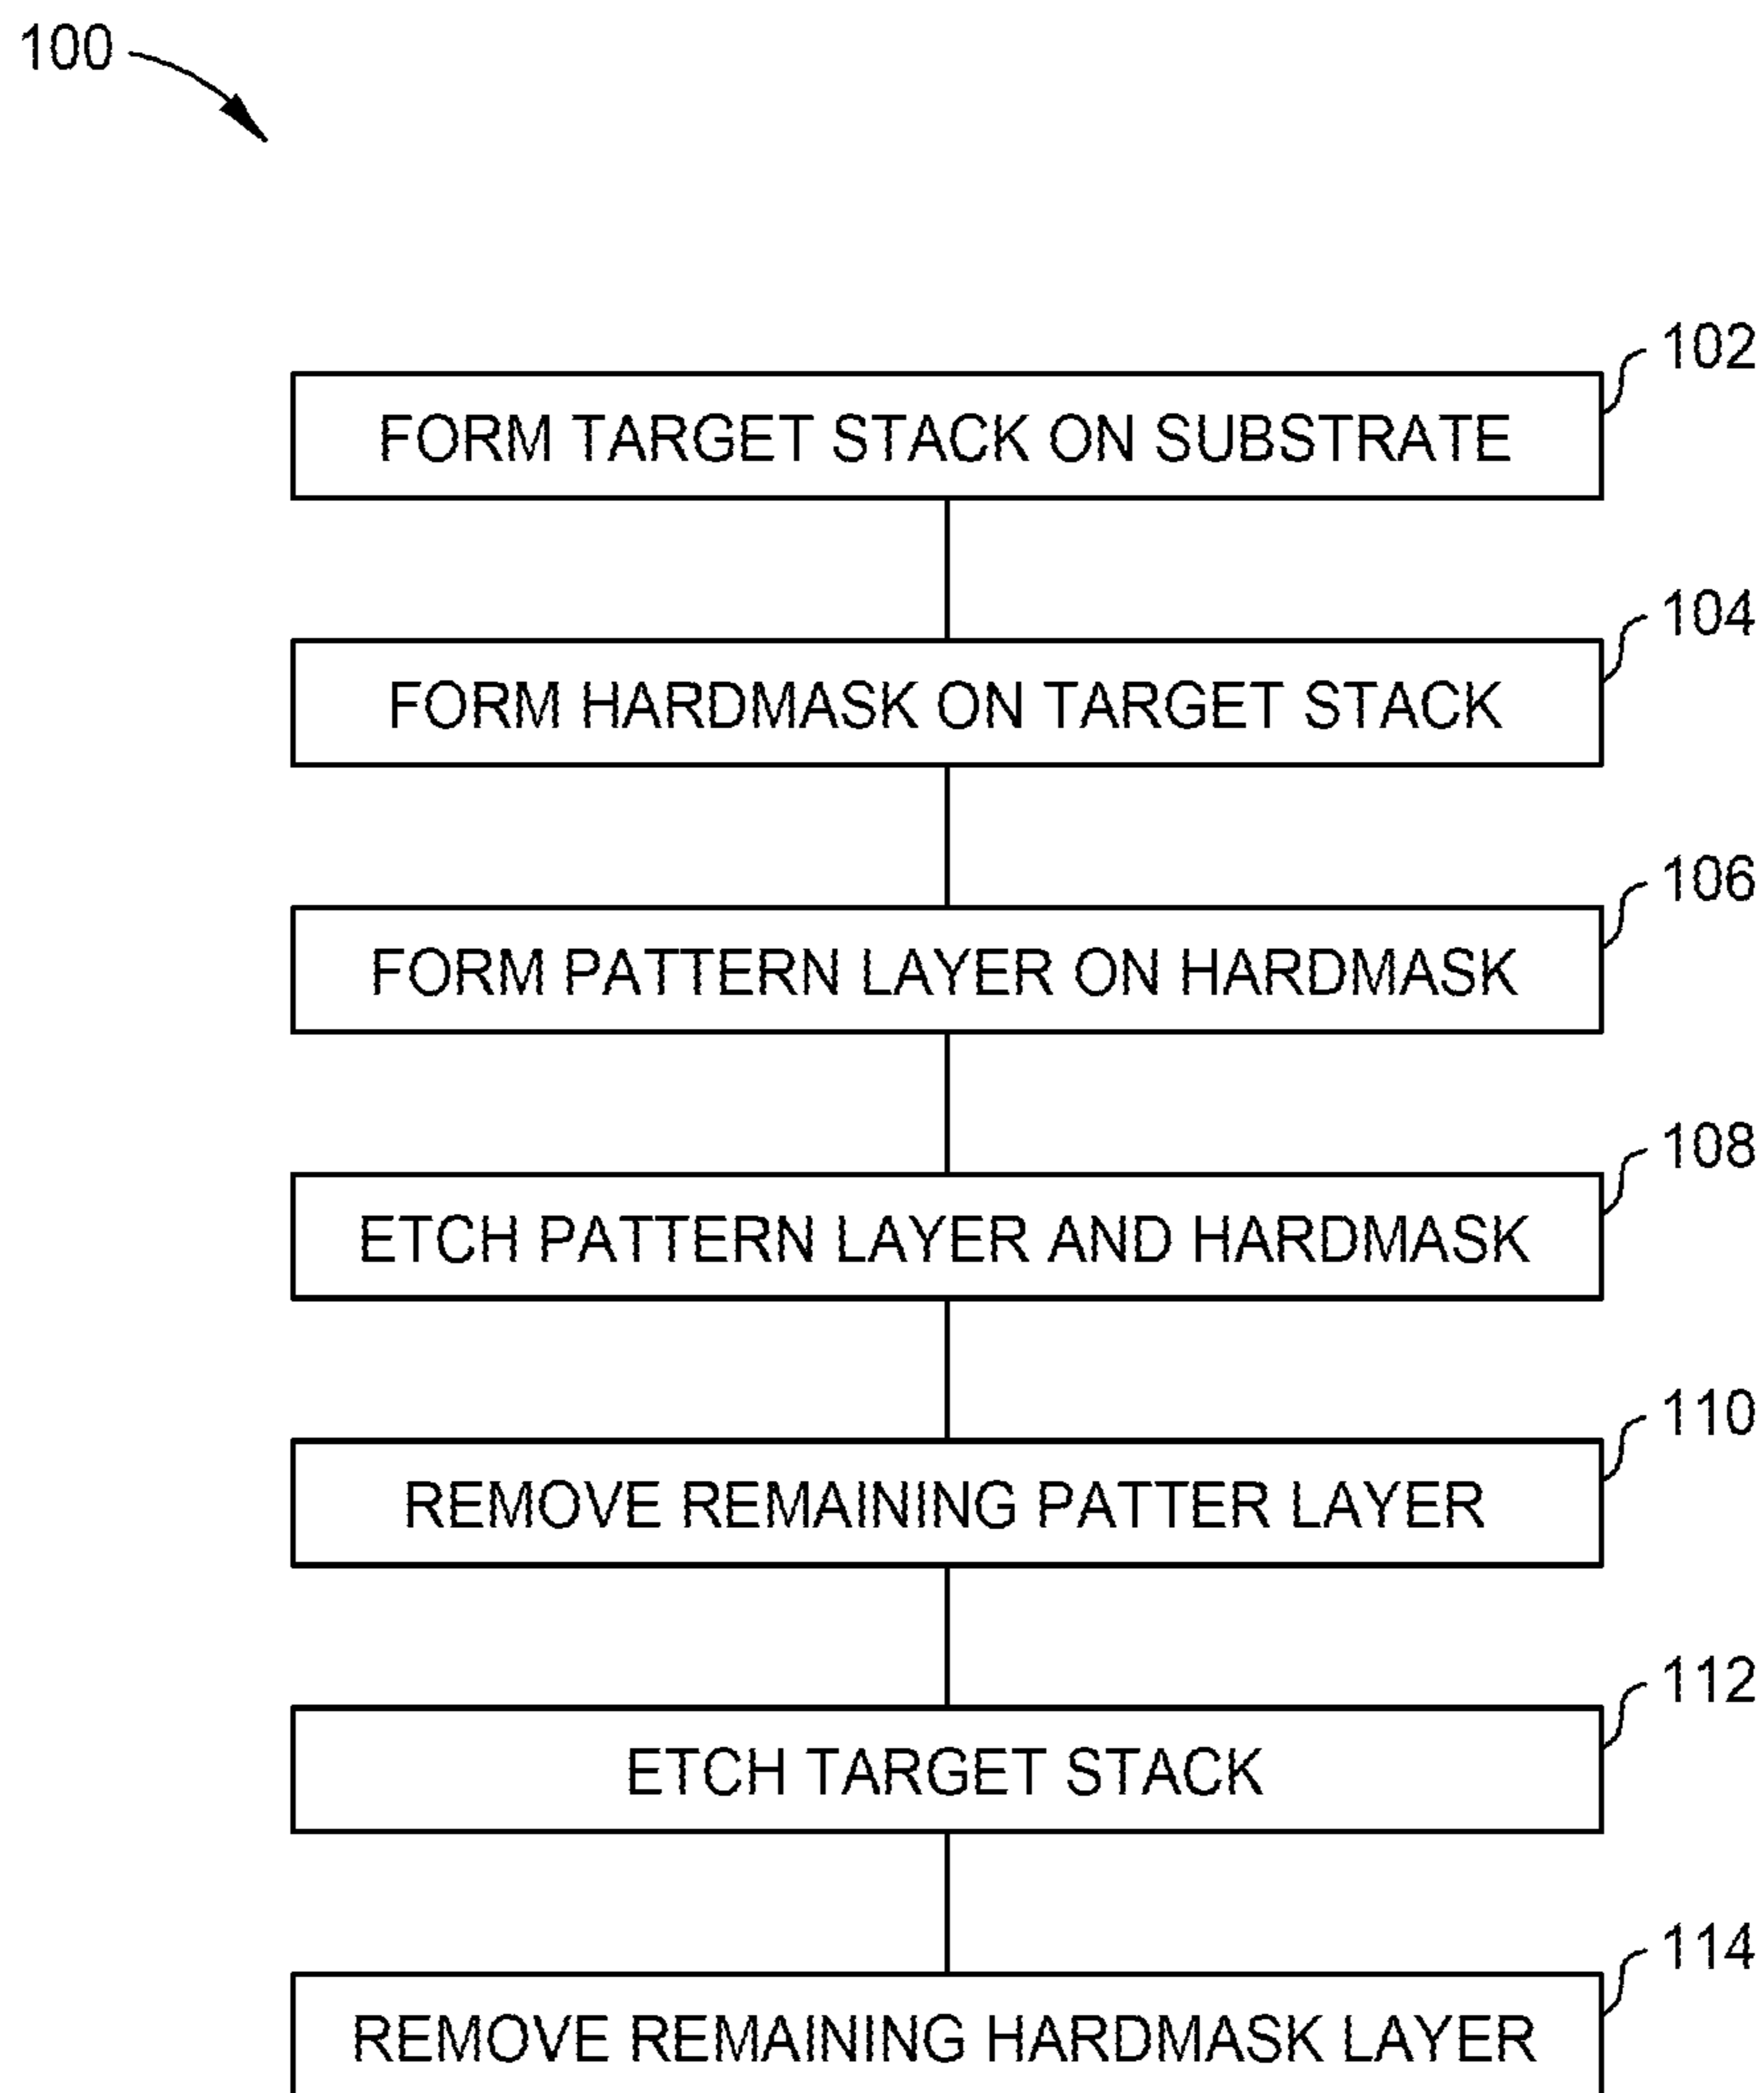 100
102
FORM TARGET STACK ON SUBSTRATE
104
FORM HARDMASK ON TARGET STACK
106
FORM PATTERN LAYER ON HARDMASK
108
ETCH PATTERN LAYER AND HARDMASK
110
REMOVE REMAINING PATTER LAYER
112
ETCH TARGET STACK
114
REMOVE REMAINING HARDMASK LAYER